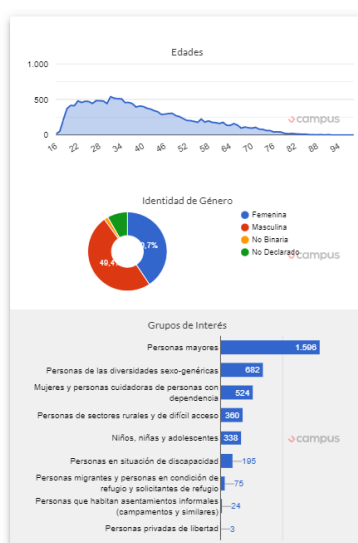 Edades
1.000
500
0
16
22
28
34
40
46
52
58
64
70
76
82
88
94
campus
Identidad de Género
Femenina
Masculina
No Binaria
No Declarado
campus
0,7%
49,4
Grupos de Interés
Personas mayores 1.596
Personas de las diversidades sexo-genéricas 682
Mujeres y personas cuidadoras de personas con
dependencia 524
Personas de sectores rurales y de difícil acceso 360
Niños, niñas y adolescentes 338
campus
Personas en situación de discapacidad 195
Personas migrantes y personas en condición de
refugio y solicitantes de refugio 75
Personas que habitan asentamientos informales
(campamentos y similares) 24
Personas privadas de libertad 3